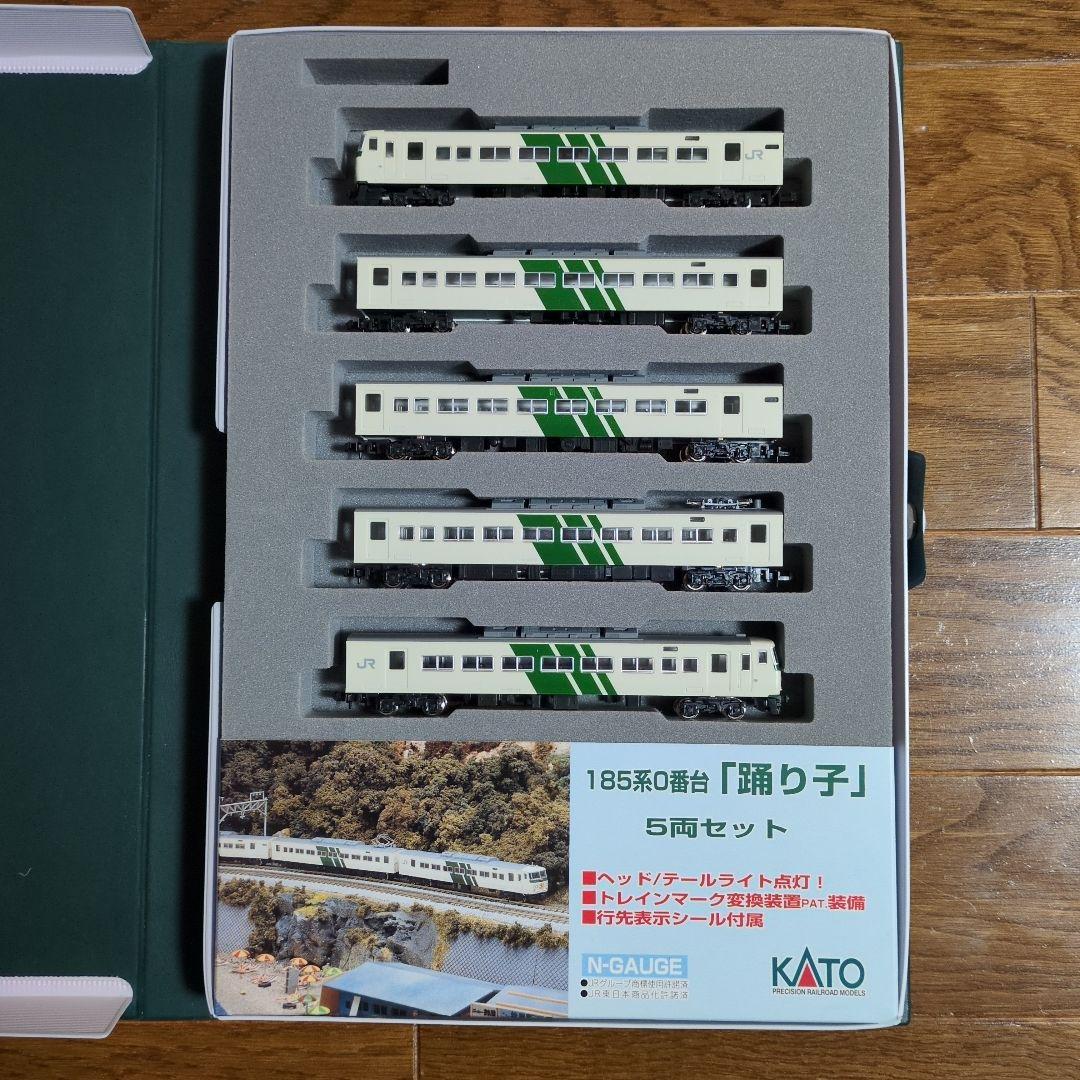 JR
JR
185系0番台「踊り子」
5両セット
■ヘッド/テールライト点灯！
■トレインマーク変換装置PAT.装備
■行先表示シール付属
N-GAUGE
●JRグループ商標使用許諾済
●JR東日本商品化許諾済
KATO
PRECISION RAILROAD MODELS